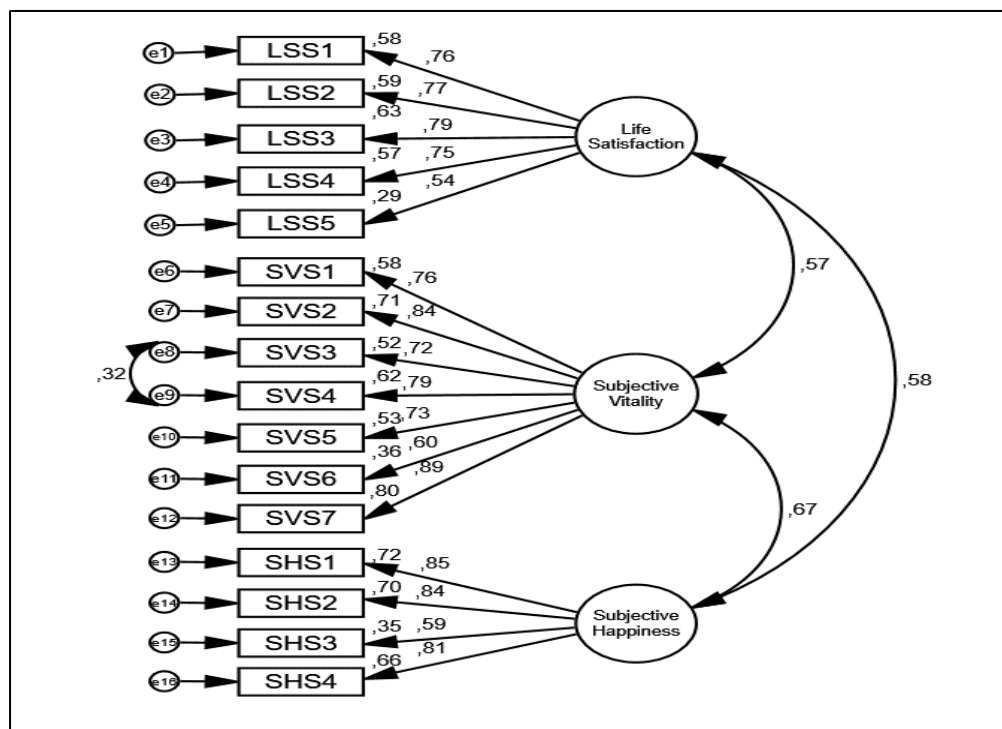 ,58
e1 LSS1 ,76
,59
e2 LSS2 ,77
,63
Life
Satisfaction
e3 LSS3 ,79
,57
e4 LSS4 ,75
,54
,29
e5 LSS5
,57
e6 SVS1 ,58
,76
,71
e7 SVS2 ,84
e8 SVS3 ,52 ,72
,32
,62 ,79
e9 SVS4
Subjective
Vitality
,58
,53 ,73
e10 SVS5
,36 ,60
e11 SVS6 ,89
,80
e12 SVS7
,67
e13 SHS1 ,72 ,85
,70
e14 SHS2 ,84
Subjective
Happiness
,35 ,59
e15 SHS3
,81
,66
e16 SHS4